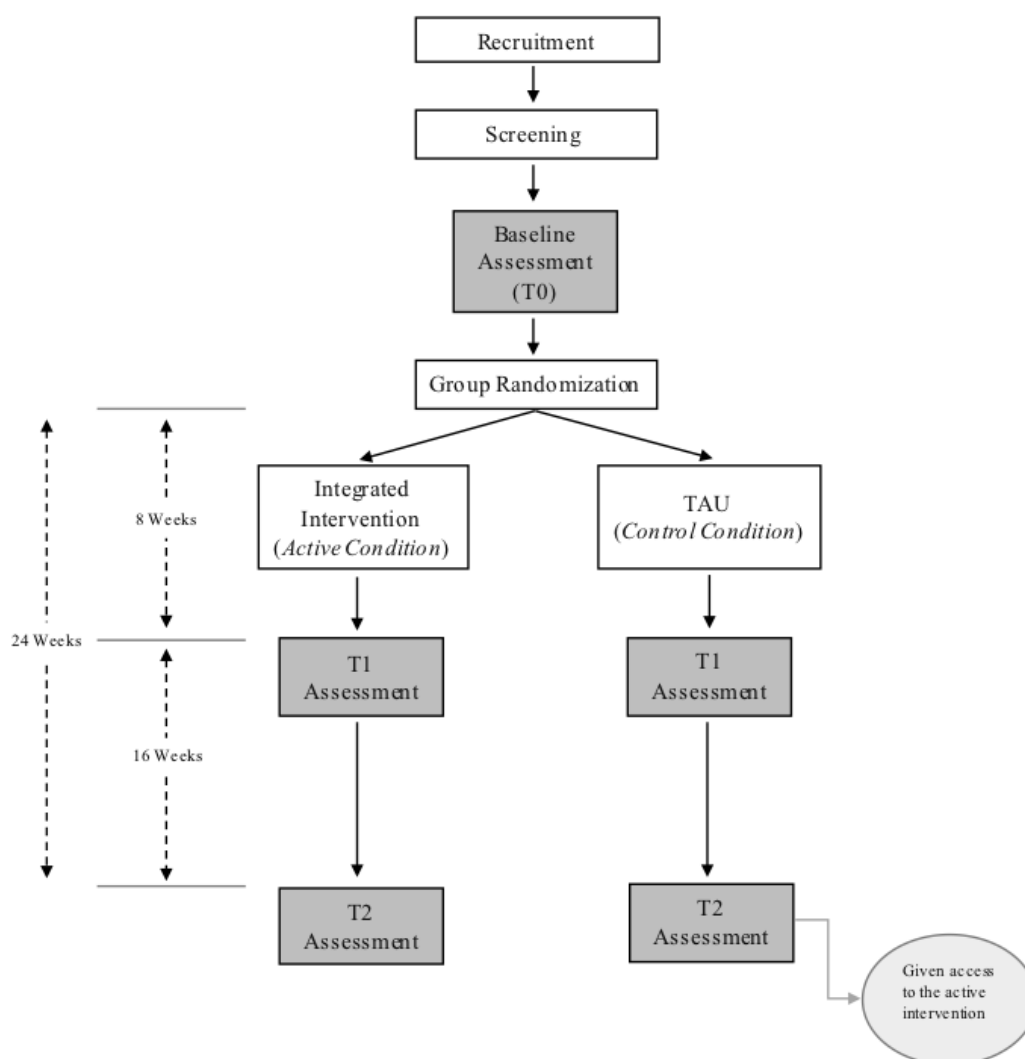 Recruitment
Screening
Baseline
Assessment
(T0)
Group Randomization
Integrated
Intervention
(Active Condition)
TAU
(Control Condition)
8 Weeks
24 Weeks
T1
Assessment
T1
Assessment
16 Weeks
T2
Assessment
T2
Assessment
Given access
to the active
intervention